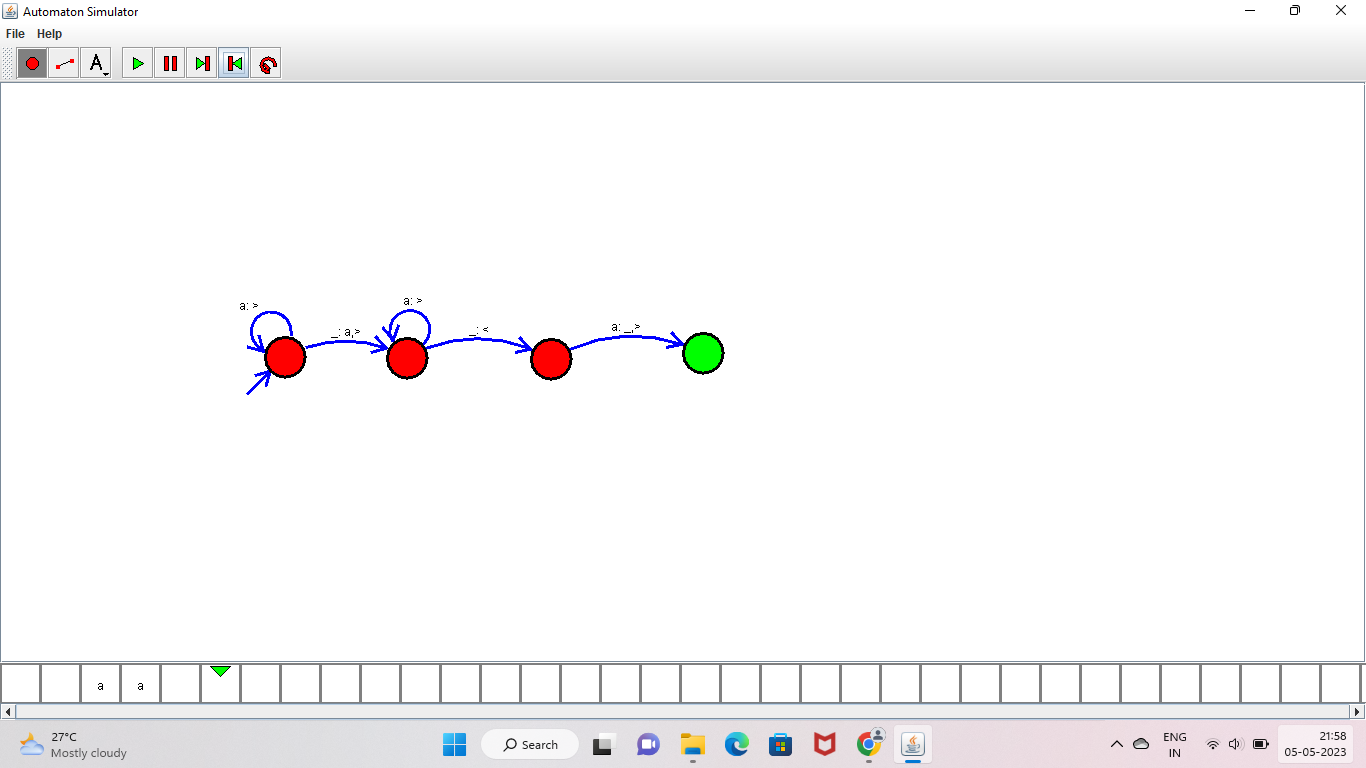 Automaton Simulator
File Help
A
a: >
_: a,>
a: >
_: <
a: _,>
a a
27°C
Mostly cloudy
Search
ENG
IN
21:58
05-05-2023